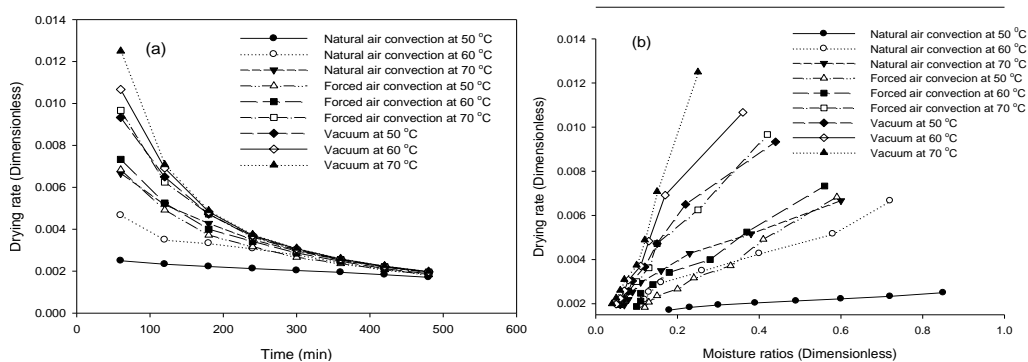 (a)
0.014
0.012
0.010
0.008
0.006
0.004
0.002
0.000
Drying rate (Dimensionless)
Natural air convection at 50 °C
Natural air convection at 60 °C
Natural air convection at 70 °C
Forced air convection at 50 °C
Forced air convection at 60 °C
Forced air convection at 70 °C
Vacuum at 50 °C
Vacuum at 60 °C
Vacuum at 70 °C
0 100 200 300 400 500 600
Time (min)
(b)
0.014
0.012
0.010
0.008
0.006
0.004
0.002
Drying rate (Dimensionless)
Natural air convection at 50 °C
Natural air convection at 60 °C
Natural air convection at 70 °C
Forced air convecion at 50 °C
Forced air convection at 60 °C
Forced air convection at 70 °C
Vacuum at 50 °C
Vacuum at 60 °C
Vacuum at 70 °C
0.0 0.2 0.4 0.6 0.8 1.0
Moisture ratios (Dimensionless)